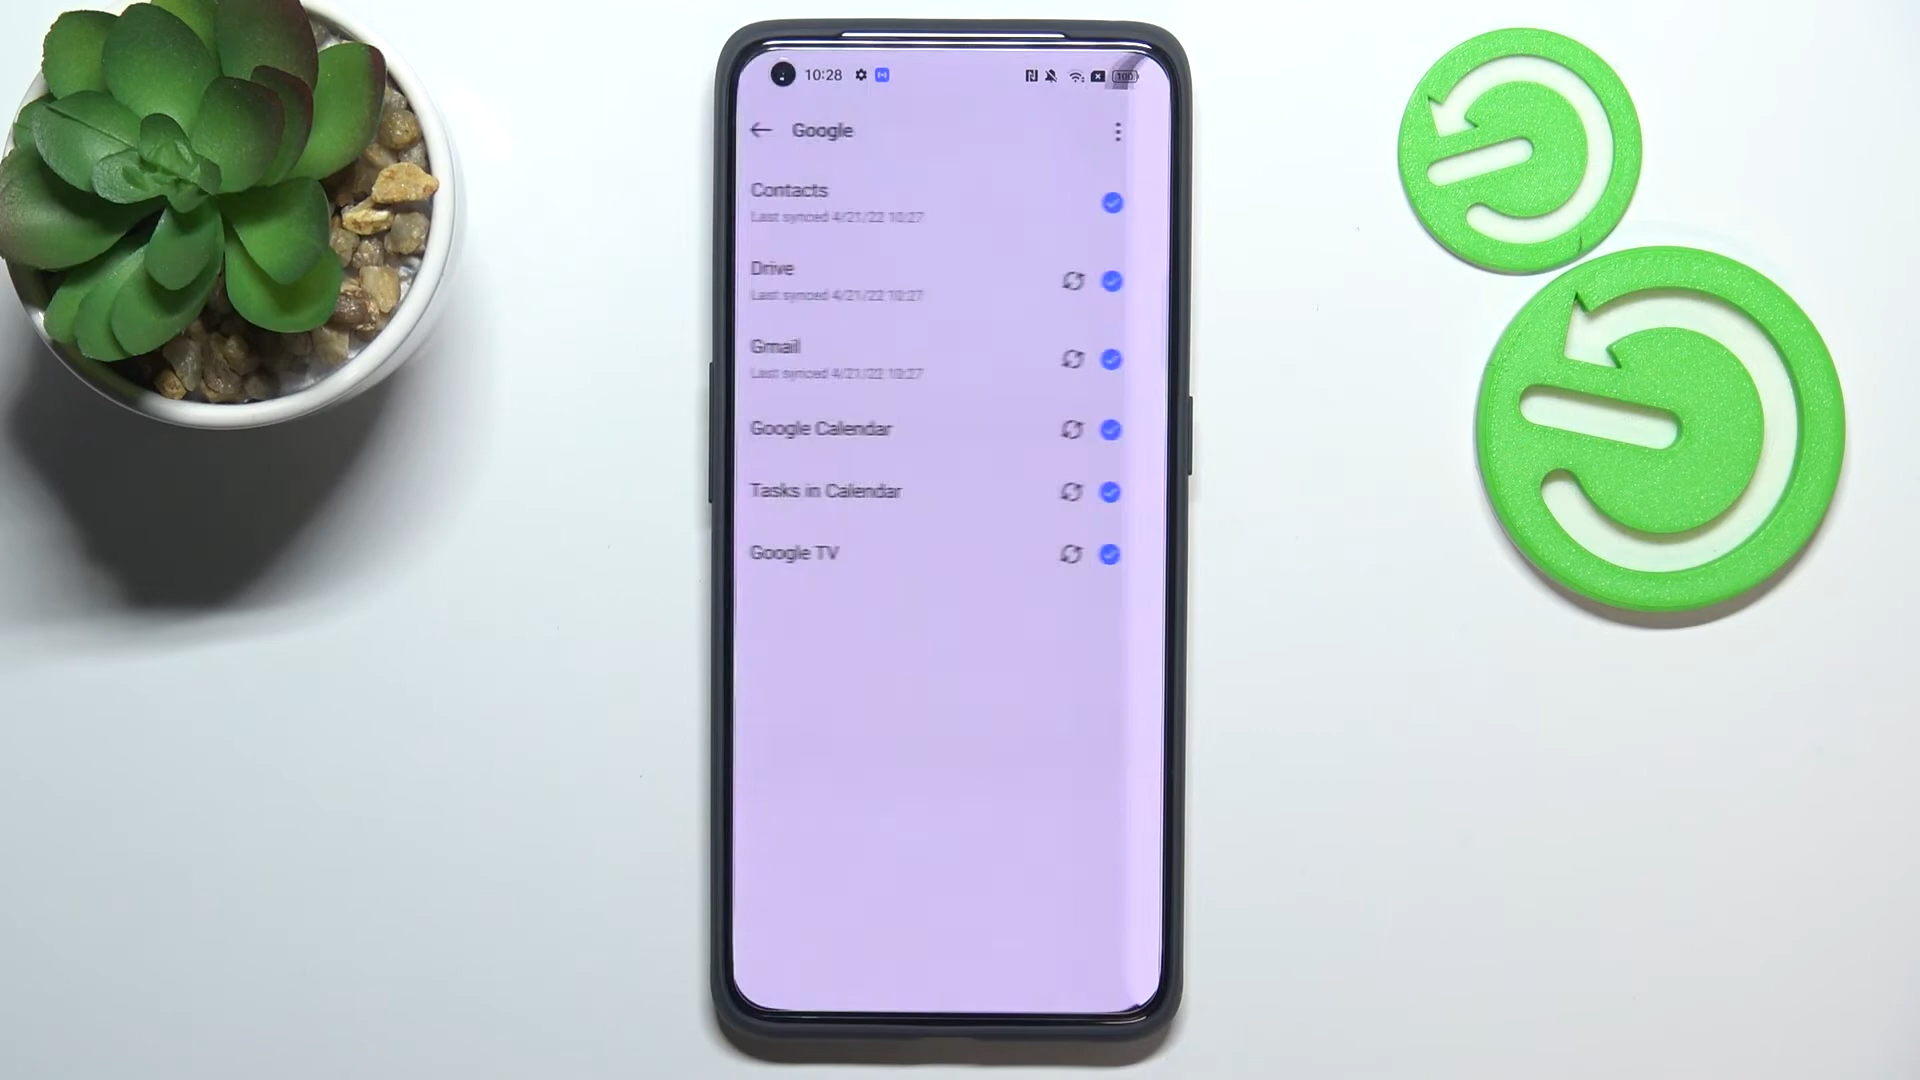 10:28
100
Google
Contacts
Last synced 4/21/22 10:27
Drive
Last synced 4/21/22 10:27
Gmail
Last synced 4/21/22 10:27
Google Calendar
Tasks in Calendar
Google TV